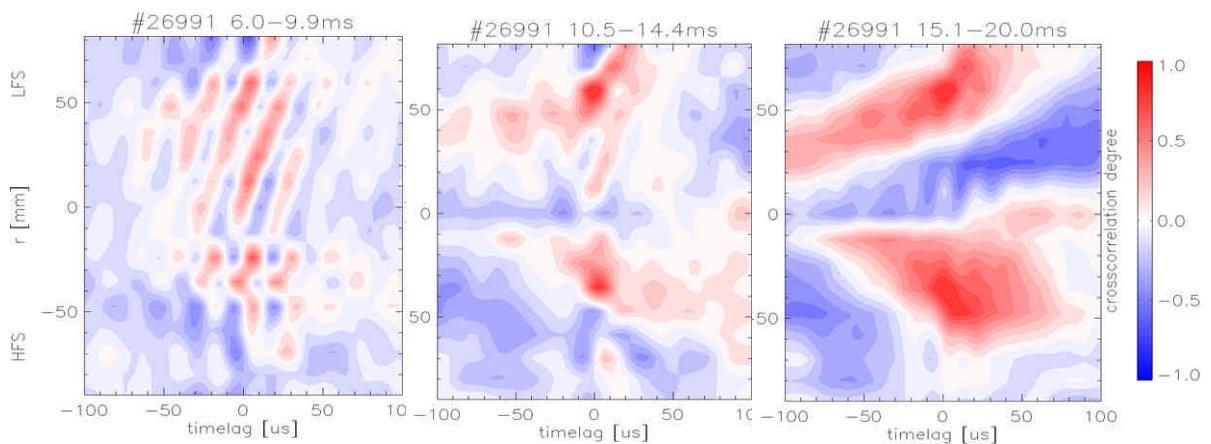 #26991 6.0−9.9ms
#26991 10.5−14.4ms
#26991 15.1−20.0ms
LFS
r [mm]
HFS
50
0
−50
50
0
50
50
0
50
−100 −50 0 50 10
−100 −50 0 50 100
−100 −50 0 50 100
timelag [us]
timelag [us]
timelag [us]
crosscorrelation degree
1.0
0.5
0.0
−0.5
−1.0